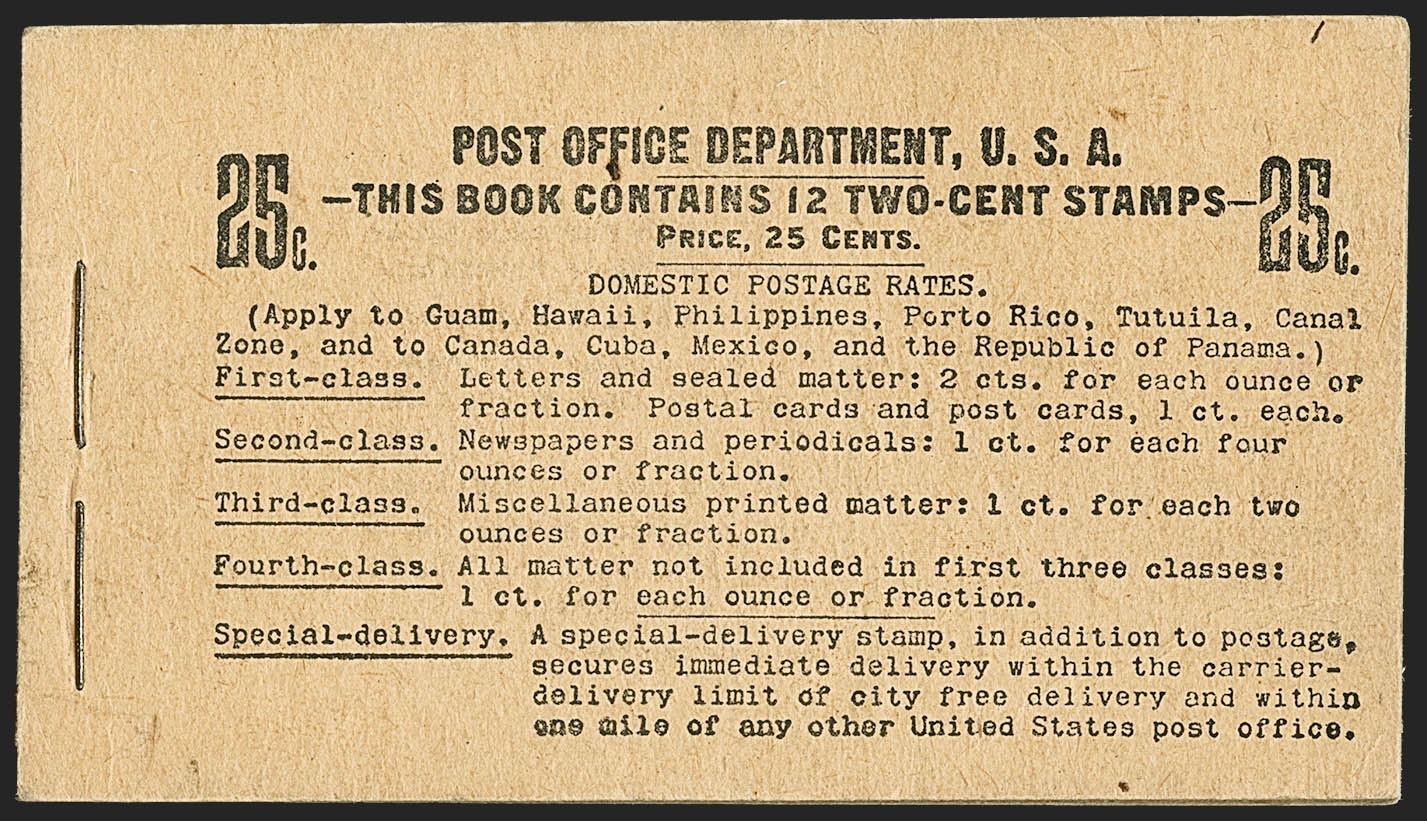 POST OFFICE DEPARTMENT, U. S. A.
25c. —THIS BOOK CONTAINS 12 TWO-CENT STAMPS— 25c.
PRICE, 25 CENTS.
DOMESTIC POSTAGE RATES.
(Apply to Guam, Hawaii, Philippines, Porto Rico, Tutuila, Canal
Zone, and to Canada, Cuba, Mexico, and the Republic of Panama.)
First-class. Letters and sealed matter: 2 cts. for each ounce or
fraction. Postal cards and post cards, 1 ct. each.
Second-class. Newspapers and periodicals: 1 ct. for each four
ounces or fraction.
Third-class. Miscellaneous printed matter: 1 ct. for each two
ounces or fraction.
Fourth-class. All matter not included in first three classes:
1 ct. for each ounce or fraction.
Special-delivery. A special-delivery stamp, in addition to postage,
secures immediate delivery within the carrier-
delivery limit of city free delivery and within
one mile of any other United States post office.